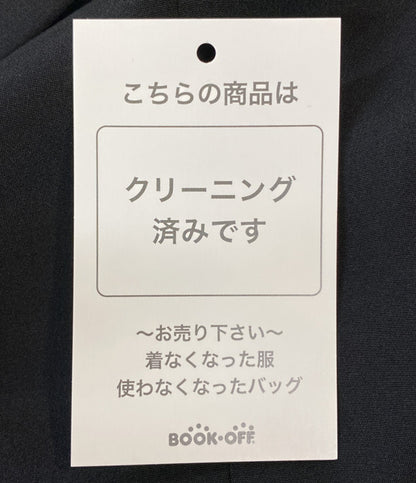 こちらの商品は
クリーニング
済みです
～お売り下さい～
着なくなった服
使わなくなったバッグ
BOOK・OFF